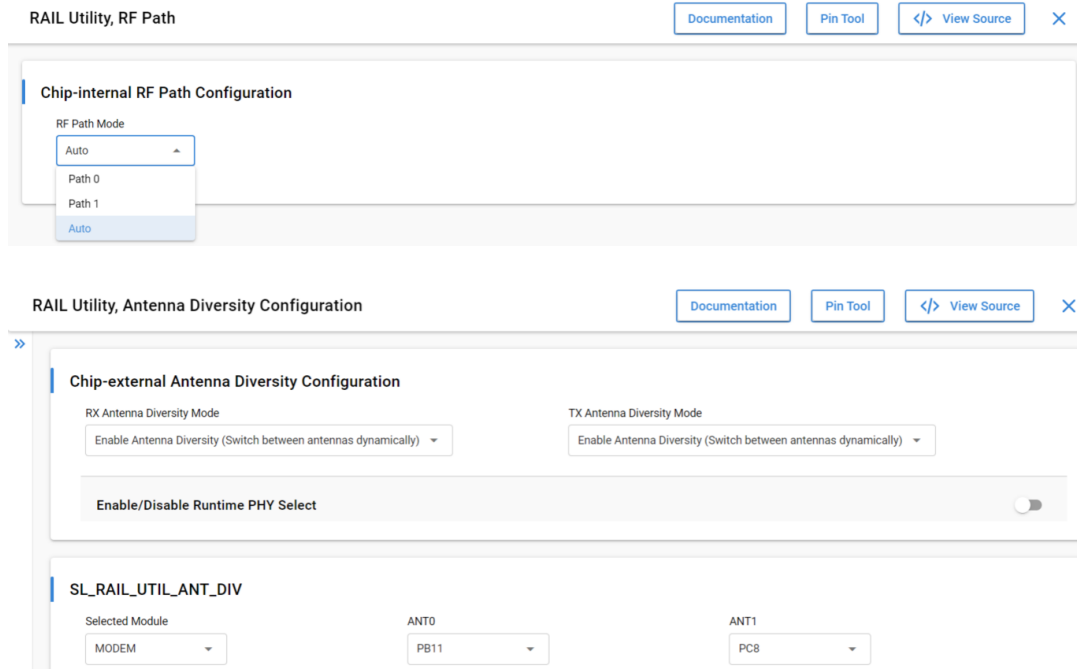 RAIL Utility, RF Path
Documentation
Pin Tool
</> View Source
Chip-internal RF Path Configuration
RF Path Mode
Auto
Path 0
Path 1
Auto
RAIL Utility, Antenna Diversity Configuration
Documentation
Pin Tool
</> View Source
Chip-external Antenna Diversity Configuration
RX Antenna Diversity Mode
TX Antenna Diversity Mode
Enable Antenna Diversity (Switch between antennas dynamically)
Enable Antenna Diversity (Switch between antennas dynamically)
Enable/Disable Runtime PHY Select
SL_RAIL_UTIL_ANT_DIV
Selected Module
ANT0
ANT1
MODEM
PB11
PC8